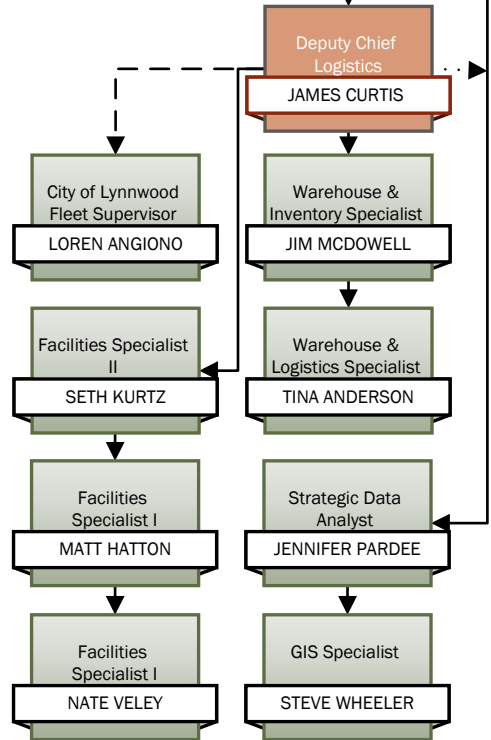 Deputy Chief
Logistics
JAMES CURTIS
City of Lynnwood
Fleet Supervisor
LOREN ANGIONO
Warehouse &
Inventory Specialist
JIM MCDOWELL
Facilities Specialist
II
SETH KURTZ
Warehouse &
Logistics Specialist
TINA ANDERSON
Facilities
Specialist I
MATT HATTON
Strategic Data
Analyst
JENNIFER PARDEE
Facilities
Specialist I
NATE VELEY
GIS Specialist
STEVE WHEELER